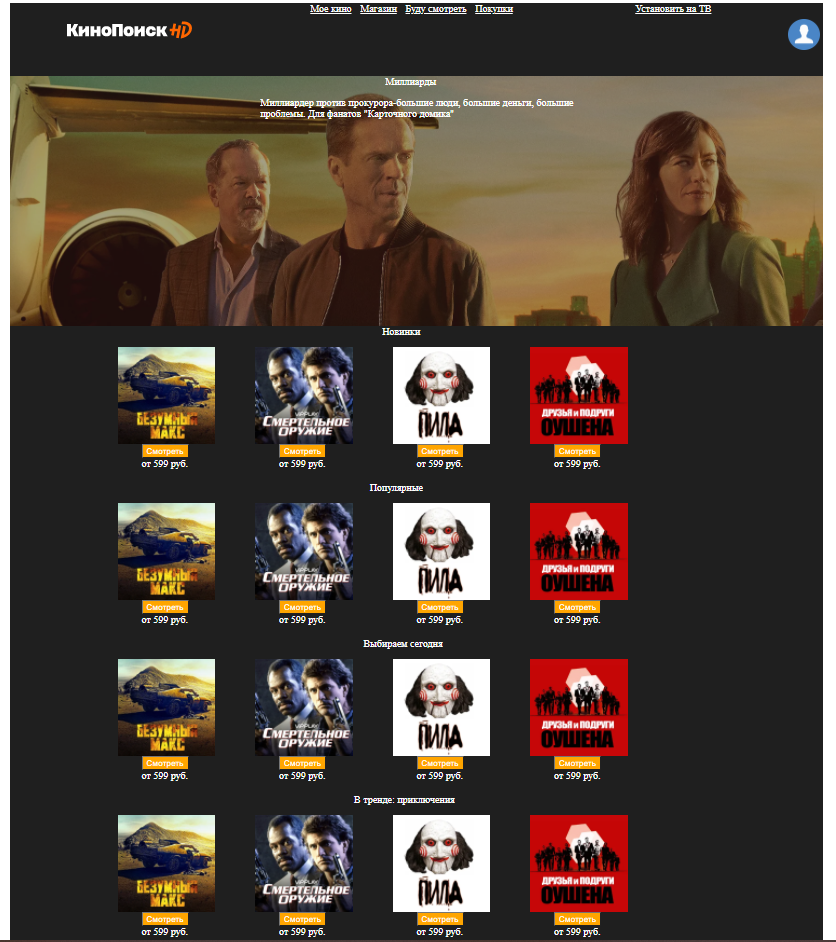 Мое кино Магазин Буду смотреть Покупки Установить на ТВ
КиноПоиск HD
Миллиарды
Миллиардер против прокурора-большие люди, большие деньги, большие
проблемы. Для фанатов "Карточного домика"
Новинки
БЕЗУМНЫЙ
МАКС
VIPPLAY
СМЕРТЕЛЬНОЕ
ОРУЖИЕ
ПИЛА
ДРУЗЬЯ И ПОДРУГИ
ОУШЕНА
Смотреть Смотреть Смотреть Смотреть
от 599 руб. от 599 руб. от 599 руб. от 599 руб.
Популярные
БЕЗУМНЫЙ
МАКС
VIPPLAY
СМЕРТЕЛЬНОЕ
ОРУЖИЕ
ПИЛА
ДРУЗЬЯ И ПОДРУГИ
ОУШЕНА
Смотреть Смотреть Смотреть Смотреть
от 599 руб. от 599 руб. от 599 руб. от 599 руб.
Выбираем сегодня
БЕЗУМНЫЙ
МАКС
VIPPLAY
СМЕРТЕЛЬНОЕ
ОРУЖИЕ
ПИЛА
ДРУЗЬЯ И ПОДРУГИ
ОУШЕНА
Смотреть Смотреть Смотреть Смотреть
от 599 руб. от 599 руб. от 599 руб. от 599 руб.
В тренде: приключения
БЕЗУМНЫЙ
МАКС
VIPPLAY
СМЕРТЕЛЬНОЕ
ОРУЖИЕ
ПИЛА
ДРУЗЬЯ И ПОДРУГИ
ОУШЕНА
Смотреть Смотреть Смотреть Смотреть
от 599 руб. от 599 руб. от 599 руб. от 599 руб.